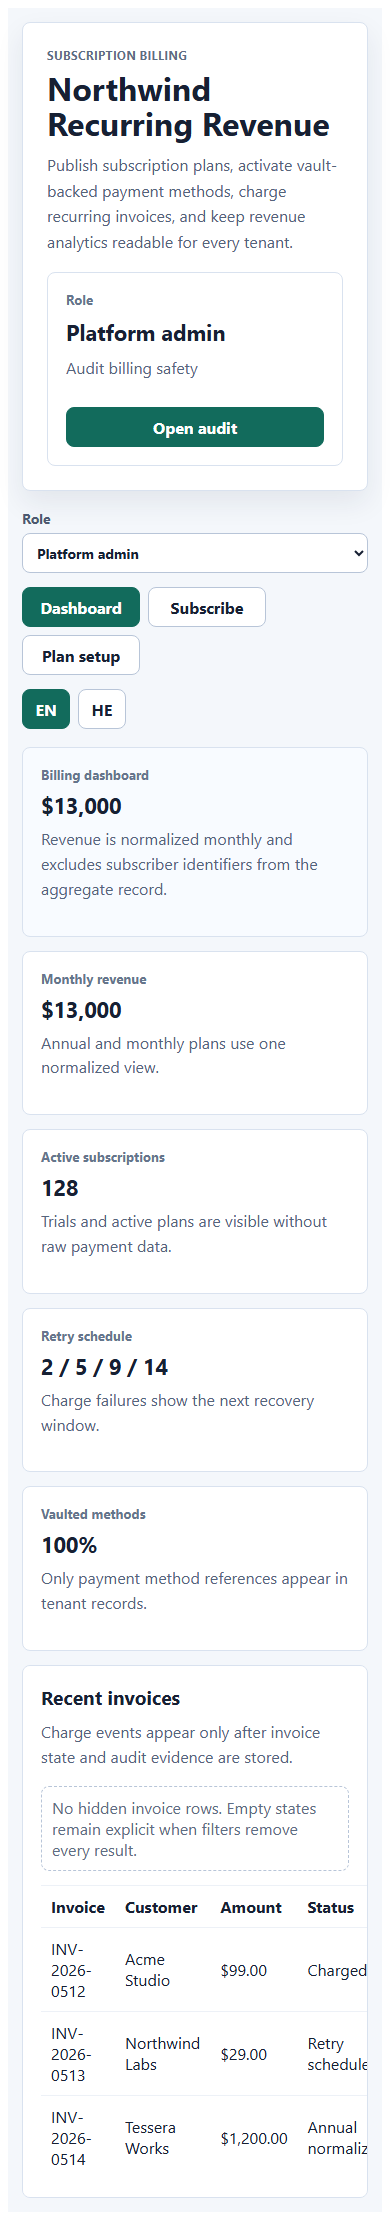 SUBSCRIPTION BILLING
Northwind
Recurring Revenue
Publish subscription plans, activate vault-
backed payment methods, charge
recurring invoices, and keep revenue
analytics readable for every tenant.
Role
Platform admin
Audit billing safety
Open audit
Role
Platform admin
Dashboard
Subscribe
Plan setup
EN
HE
Billing dashboard
$13,000
Revenue is normalized monthly and
excludes subscriber identifiers from the
aggregate record.
Monthly revenue
$13,000
Annual and monthly plans use one
normalized view.
Active subscriptions
128
Trials and active plans are visible without
raw payment data.
Retry schedule
2 / 5 / 9 / 14
Charge failures show the next recovery
window.
Vaulted methods
100%
Only payment method references appear in
tenant records.
Recent invoices
Charge events appear only after invoice
state and audit evidence are stored.
No hidden invoice rows. Empty states
remain explicit when filters remove
every result.
Invoice Customer Amount Status
INV-
2026-
0512
Acme
Studio
$99.00
Charged
INV-
2026-
0513
Northwind
Labs
$29.00
Retry
schedule
INV-
2026-
0514
Tessera
Works
$1,200.00
Annual
normaliz